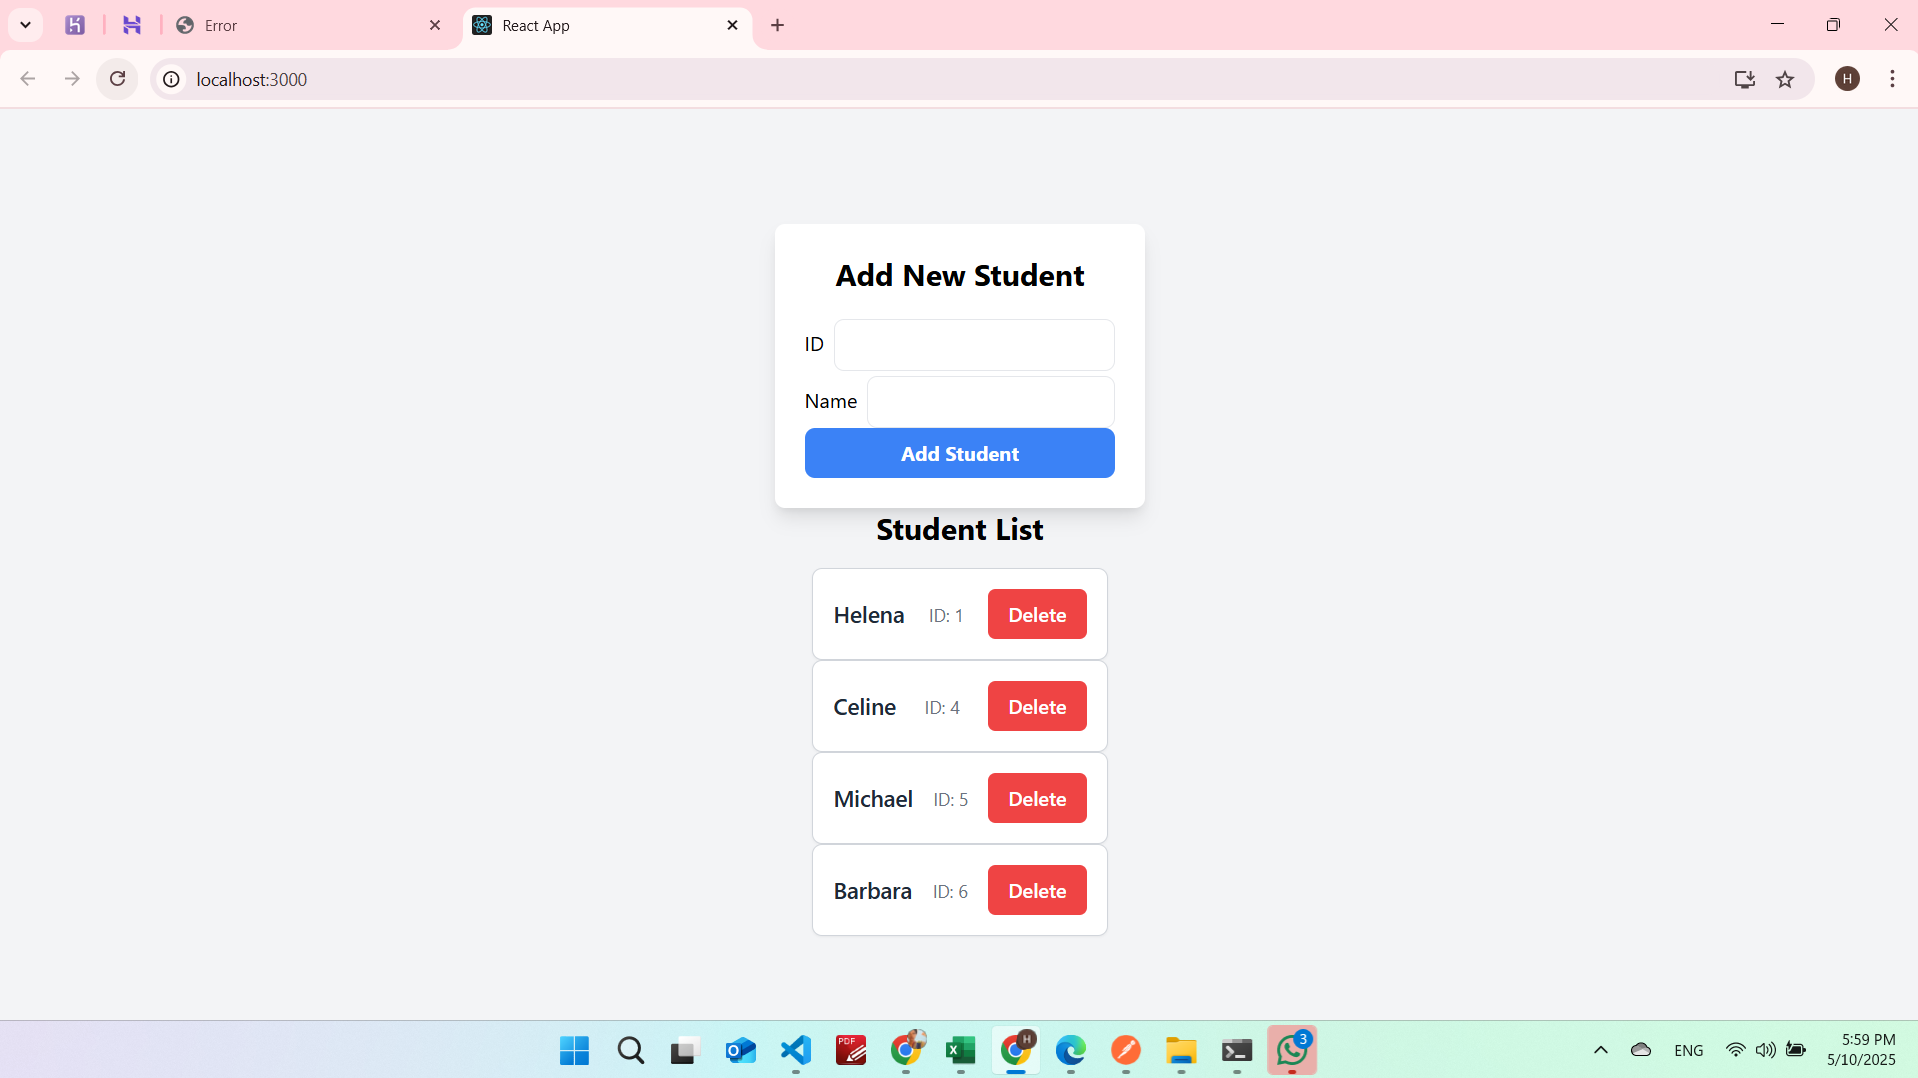 Error
React App
localhost:3000
H
Add New Student
ID
Name
Add Student
Student List
Helena ID: 1 Delete
Celine ID: 4 Delete
Michael ID: 5 Delete
Barbara ID: 6 Delete
PDF
H
3
ENG
5:59 PM
5/10/2025